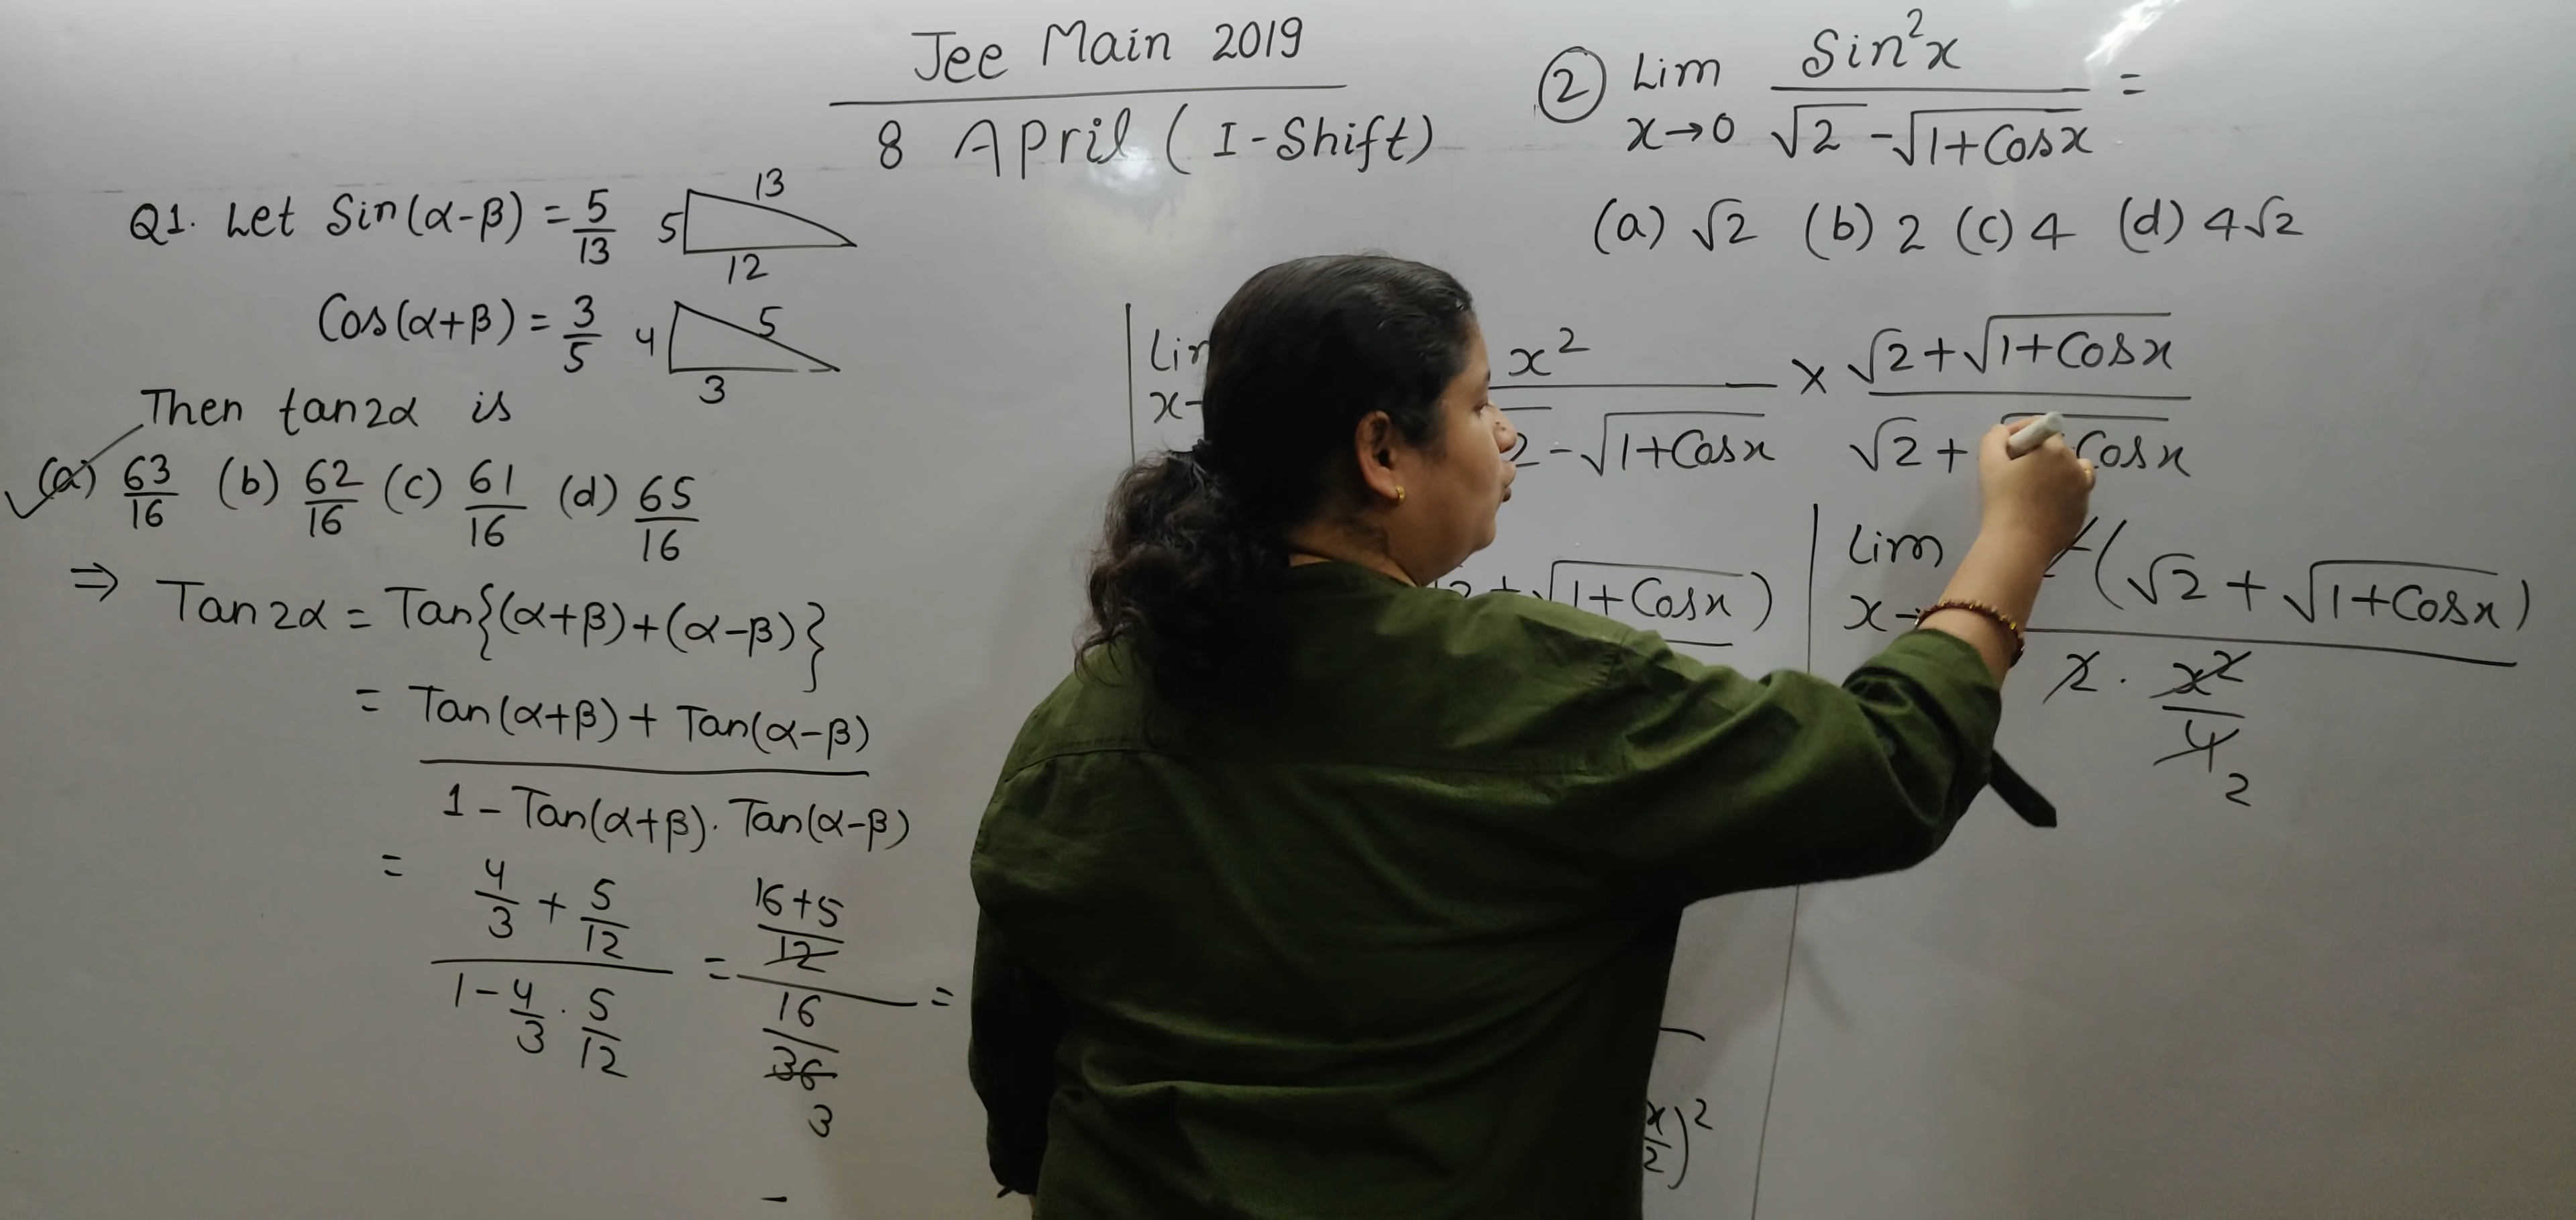 Jee Main 2019
8 April ( I-Shift)
Q1. Let Sin(α-β) = 5/13
5 13 12
Cos(α+β) = 3/5
4 5 3
Then tan2α is
(a) 63/16 (b) 62/16 (c) 61/16 (d) 65/16
⇒ Tan2α = Tan{(α+β)+(α-β)}
= Tan(α+β) + Tan(α-β)
1 - Tan(α+β). Tan(α-β)
= 4/3 + 5/12 = 16+5/12 =
1 - 4/3 . 5/12 16/36
3
② Lim x→0 Sin²x / √2 - √1+Cosx =
(a) √2 (b) 2 (c) 4 (d) 4√2
x² × √2 + √1+Cosx
2 - √1+Cosx √2 + Cosx
+ √1+Cosx)
x/2)²
Lim (√2 + √1+Cosx)
x→ 2 . x²/4
2